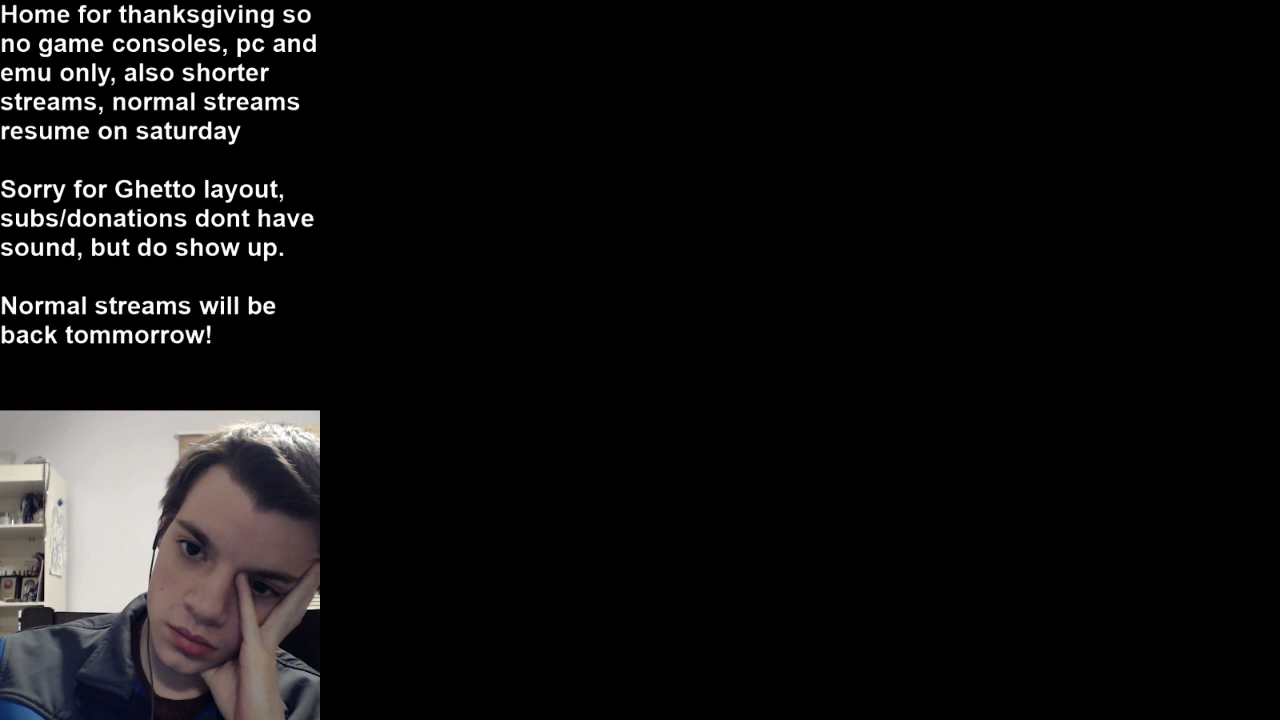 Home for thanksgiving so
no game consoles, pc and
emu only, also shorter
streams, normal streams
resume on saturday
Sorry for Ghetto layout,
subs/donations dont have
sound, but do show up.
Normal streams will be
back tommorrow!